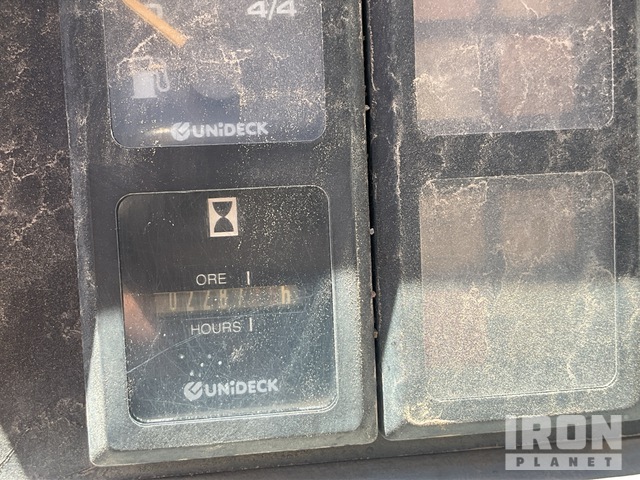 4/4
UNiDECK
ORE
HOURS
UNiDECK
IRON
PLANET